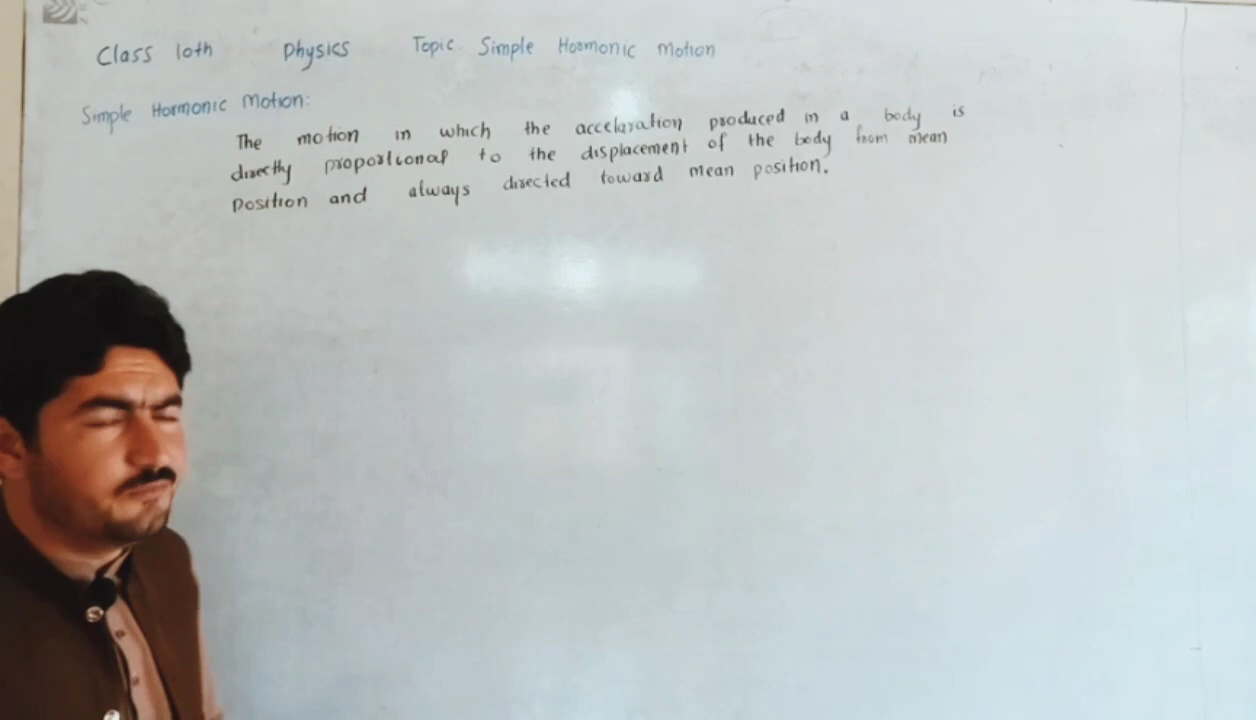 Class 10th Physics Topic Simple Harmonic Motion
Simple Harmonic Motion:
The motion in which the acceleration produced in a body is
directly proportional to the displacement of the body from mean
Position and always directed toward mean position.